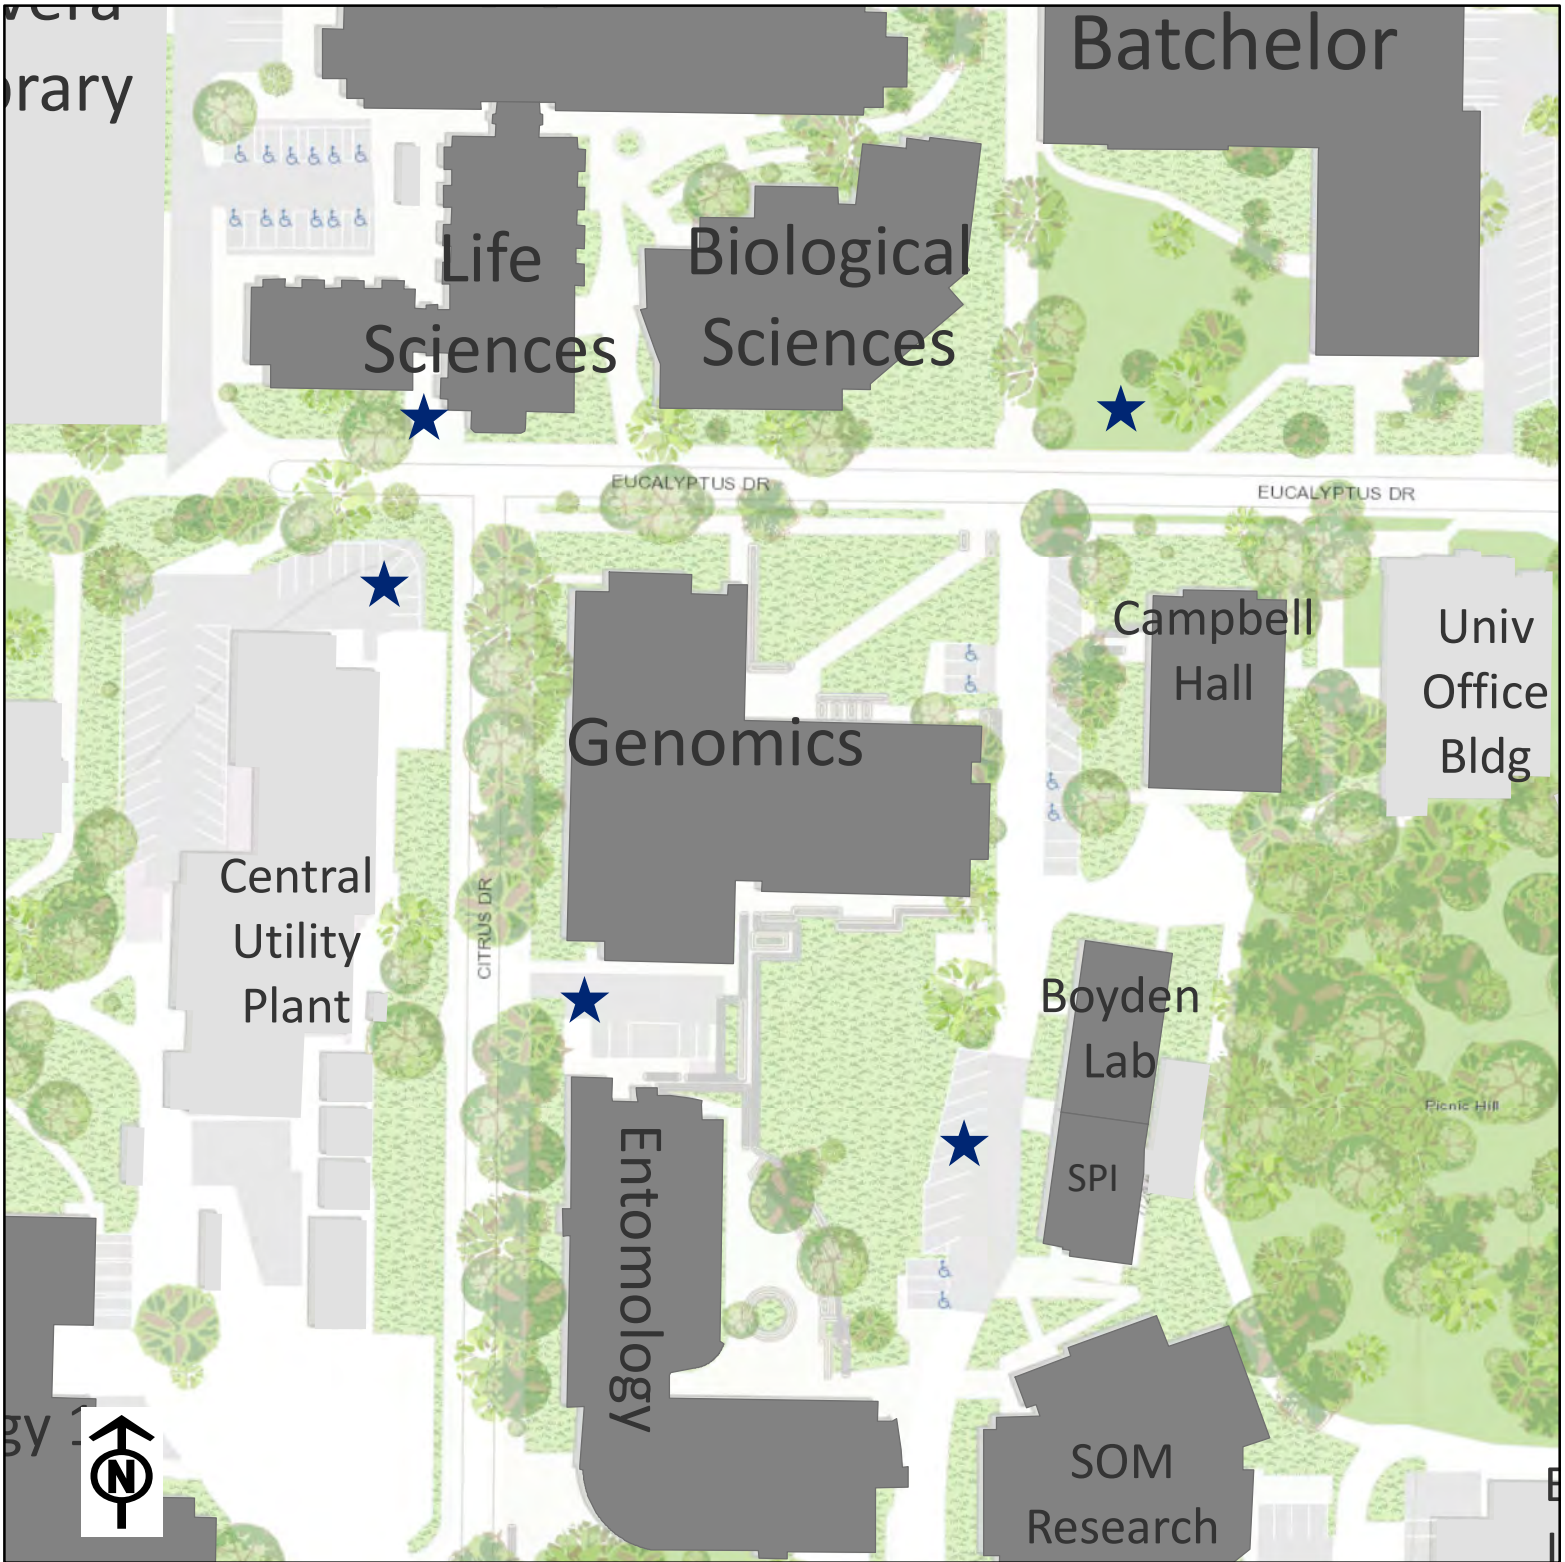 Batchelor
Life
Sciences
Biological
Sciences
EUCALYPTUS DR
EUCALYPTUS DR
Campbell
Hall
Univ
Office
Bldg
Genomics
Central
Utility
Plant
CITRUS DR
Boyden
Lab
SPI
Picnic Hill
Entomology
SOM
Research
N